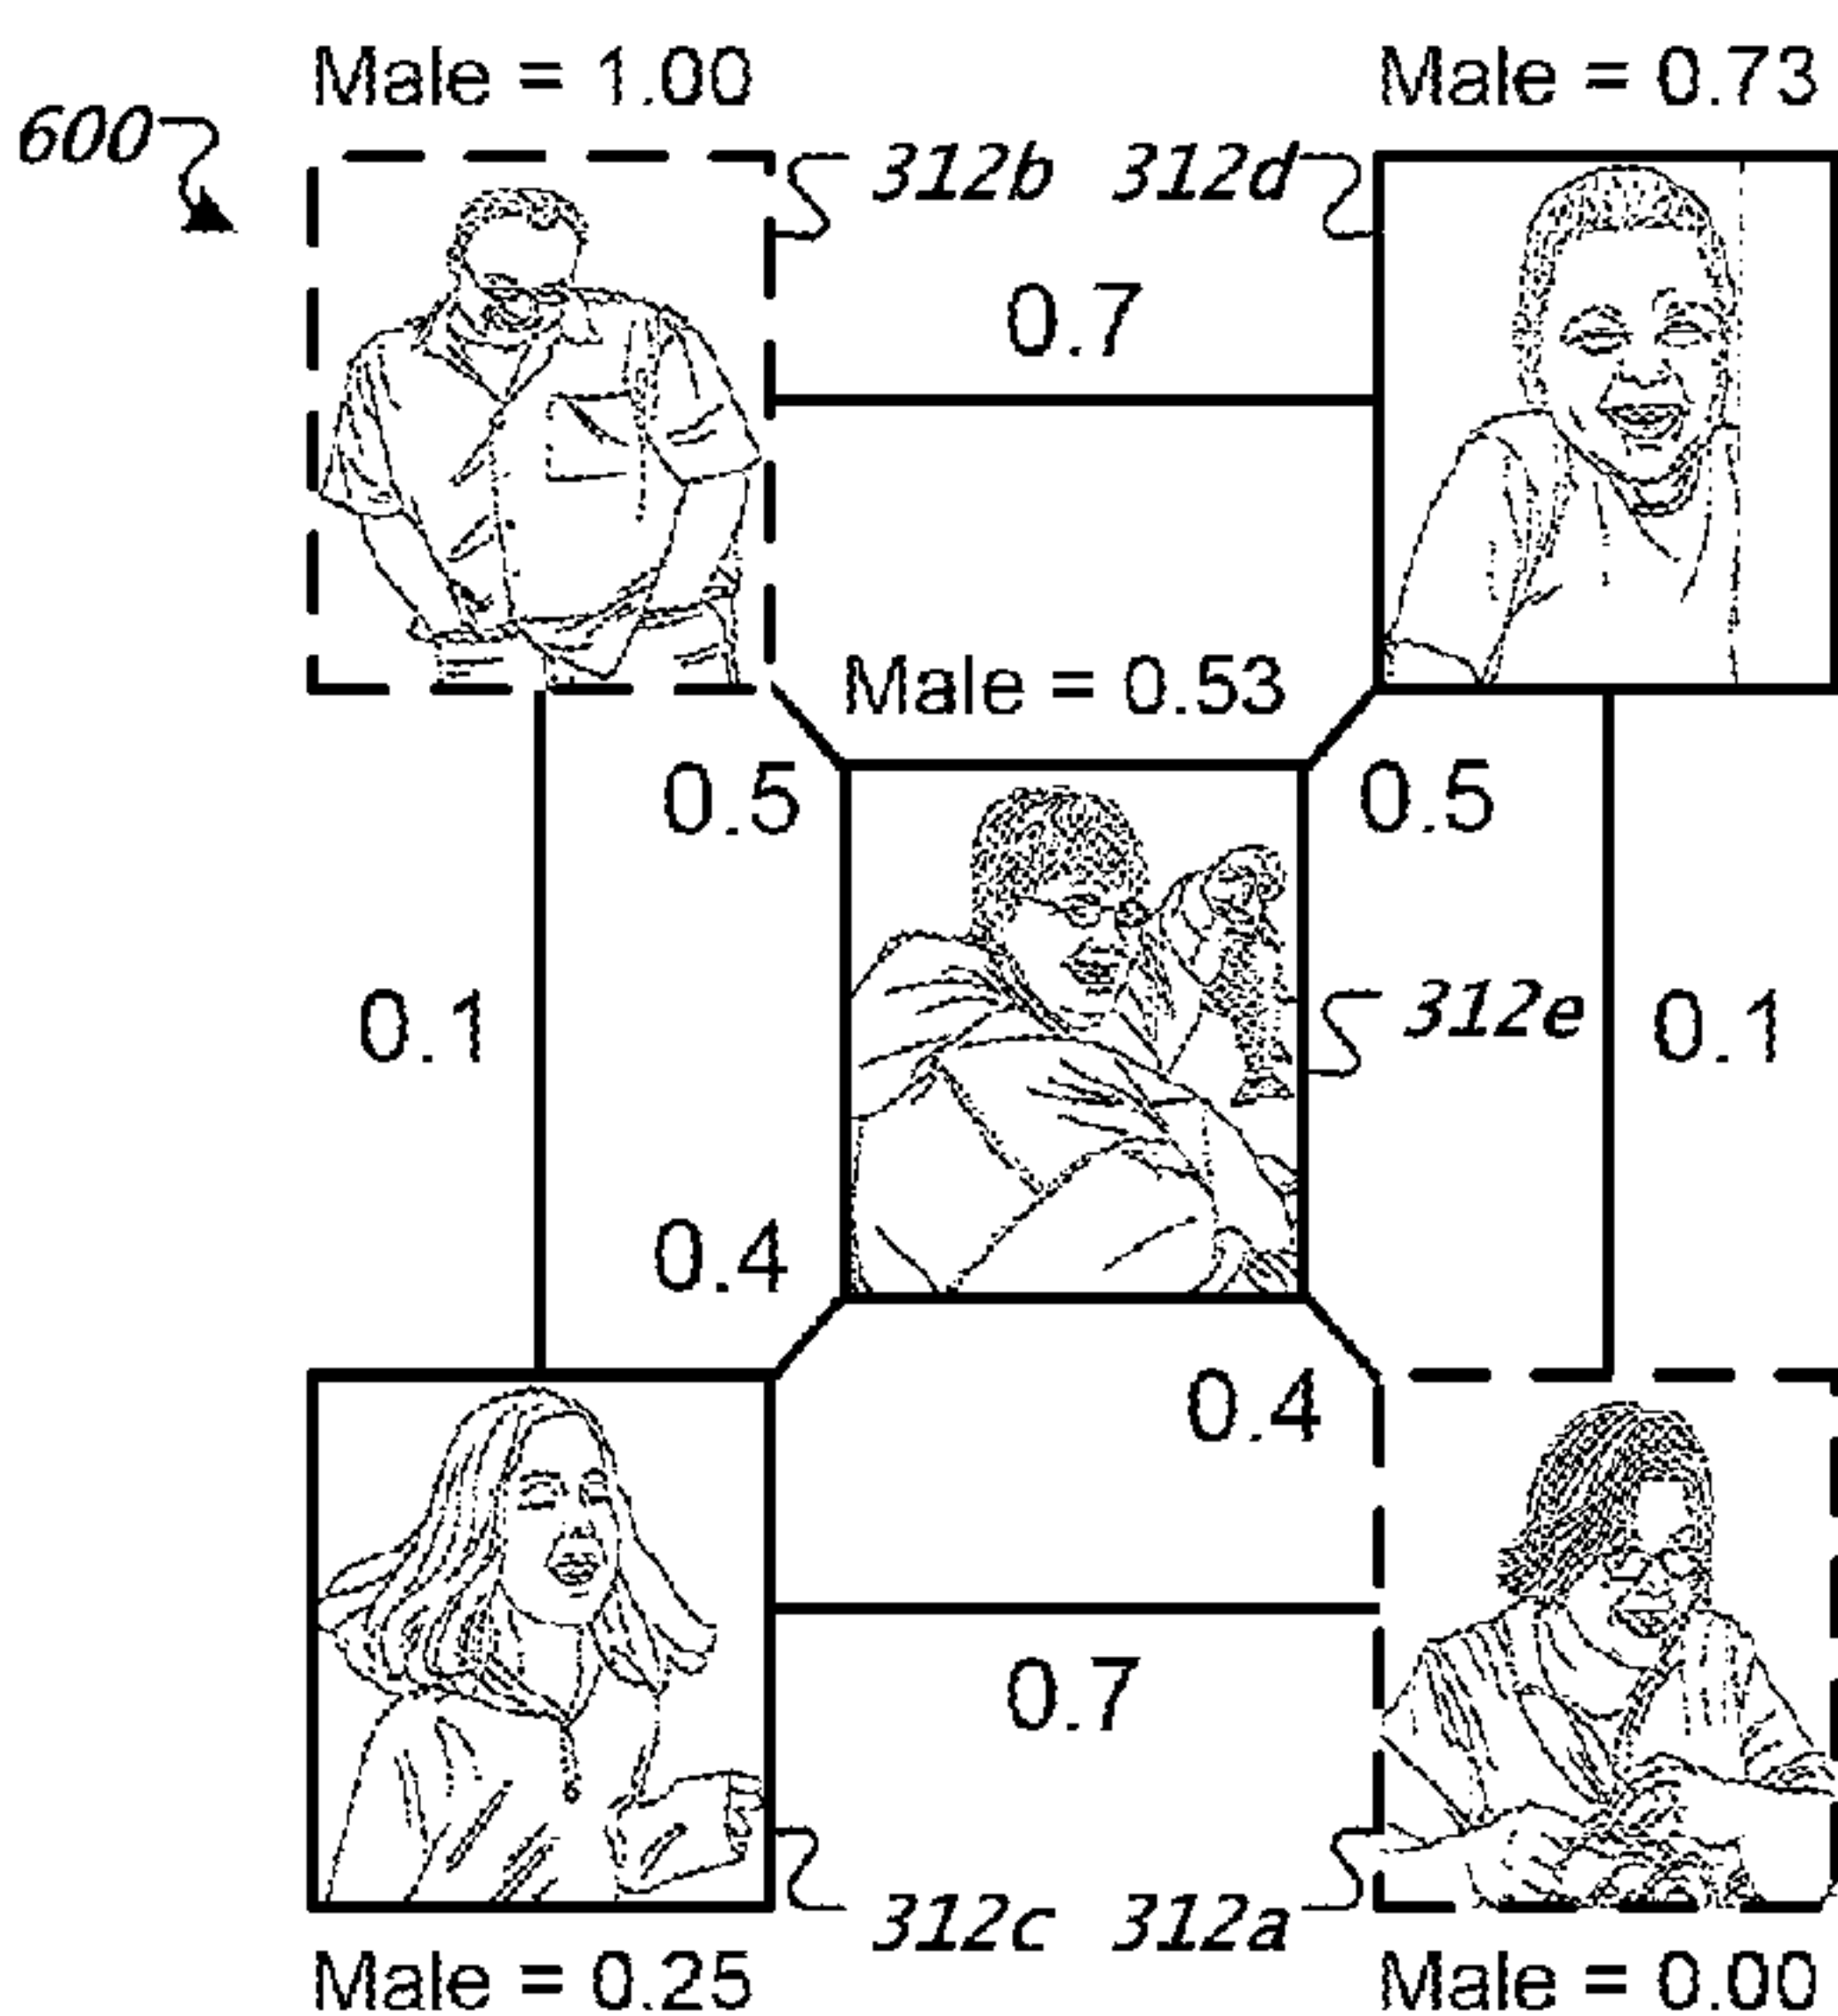 Male = 1.00
Male = 0.73
600
312b
312d
0.7
Male = 0.53
0.5
0.5
0.1
312e
0.1
0.4
0.4
0.7
312c
312a
Male = 0.25
Male = 0.00